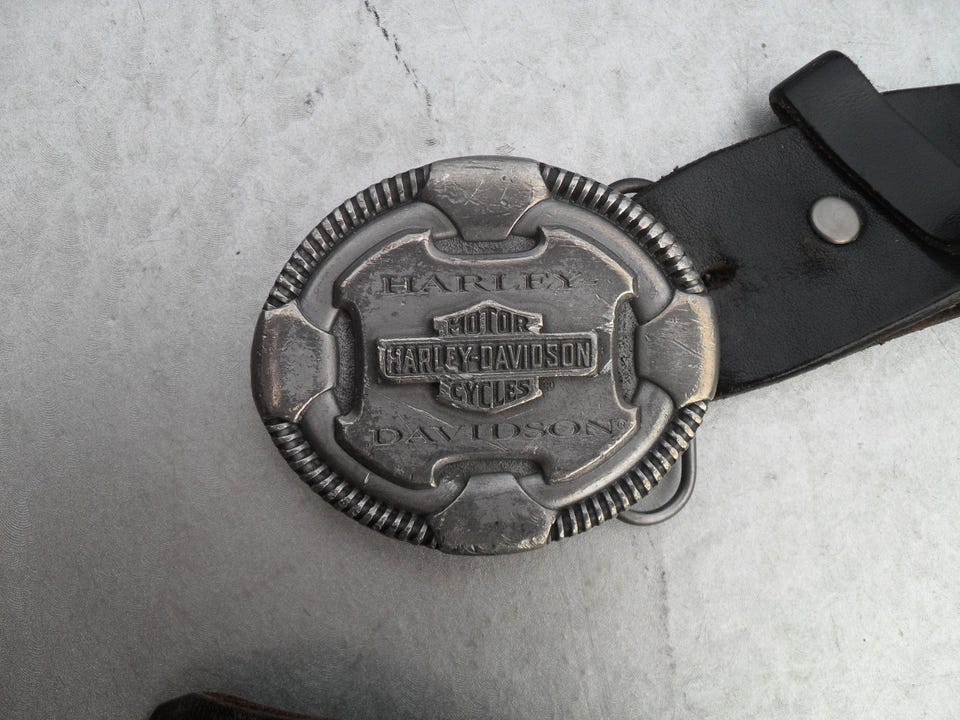 HARLEY-
MOTOR
HARLEY-DAVIDSON
CYCLES
DAVIDSON®